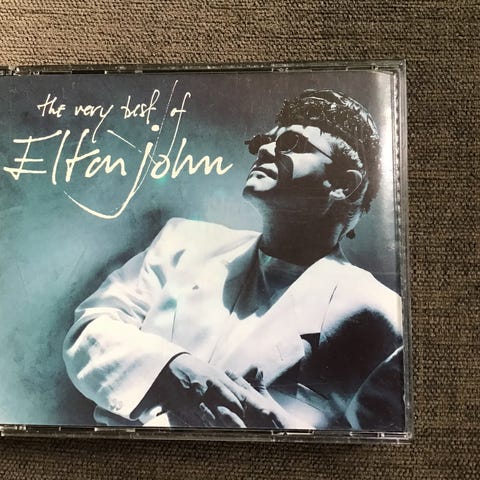 the very best of
Elton john